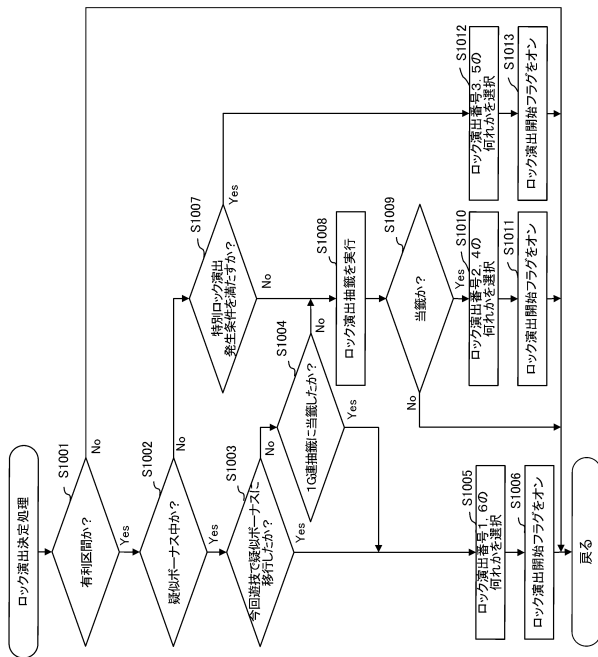 ロック演出決定処理
S1001
有利区間か？
No
Yes
S1002
疑似ボーナス中か？
No
Yes
S1003
今回遊技で疑似ボーナスに
移行したか？
No
Yes
S1004
1G連抽籤に当籤したか？
No
Yes
S1005
ロック演出番号1, 6の
何れかを選択
S1006
ロック演出開始フラグをオン
S1007
特別ロック演出
発生条件を満たすか？
Yes
No
S1008
ロック演出抽籤を実行
S1009
当籤か？
No
Yes
S1010
ロック演出番号2, 4の
何れかを選択
S1011
ロック演出開始フラグをオン
S1012
ロック演出番号3, 5の
何れかを選択
S1013
ロック演出開始フラグをオン
戻る